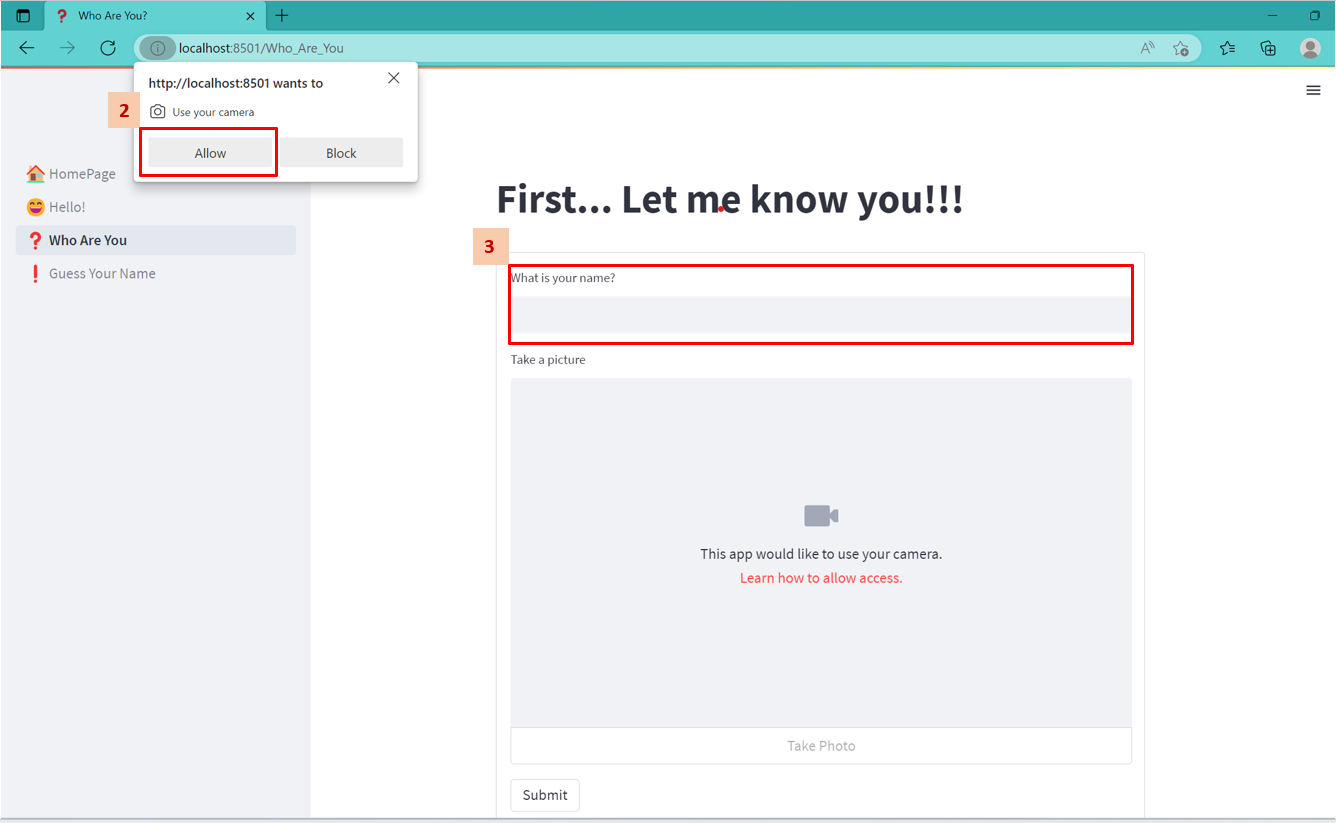 Who Are You?
localhost:8501/Who_Are_You
http://localhost:8501 wants to
2
Use your camera
Allow
Block
HomePage
Hello!
Who Are You
Guess Your Name
First... Let me know you!!!
3
What is your name?
Take a picture
This app would like to use your camera.
Learn how to allow access.
Take Photo
Submit